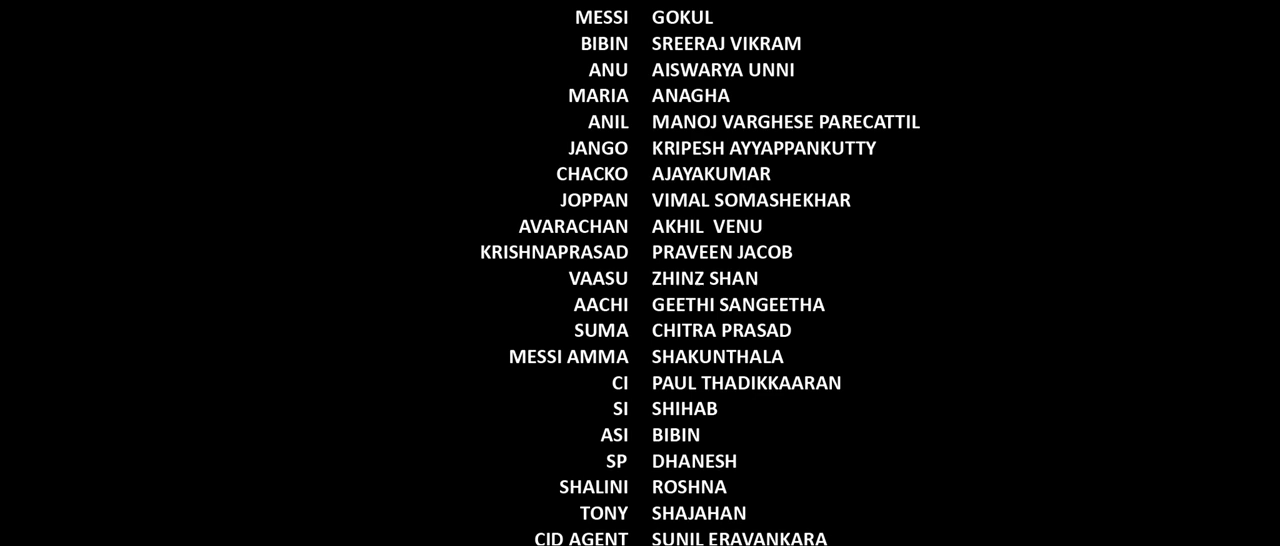 MESSI GOKUL
BIBIN SREERAJ VIKRAM
ANU AISWARYA UNNI
MARIA ANAGHA
ANIL MANOJ VARGHESE PARECATTIL
JANGO KRIPESH AYYAPPANKUTTY
CHACKO AJAYAKUMAR
JOPPAN VIMAL SOMASHEKHAR
AVARACHAN AKHIL  VENU
KRISHNAPRASAD PRAVEEN JACOB
VAASU ZHINZ SHAN
AACHI GEETHI SANGEETHA
SUMA CHITRA PRASAD
MESSI AMMA SHAKUNTHALA
CI PAUL THADIKKAARAN
SI SHIHAB
ASI BIBIN
SP DHANESH
SHALINI ROSHNA
TONY SHAJAHAN
CID AGENT SUNIL ERAVANKARA